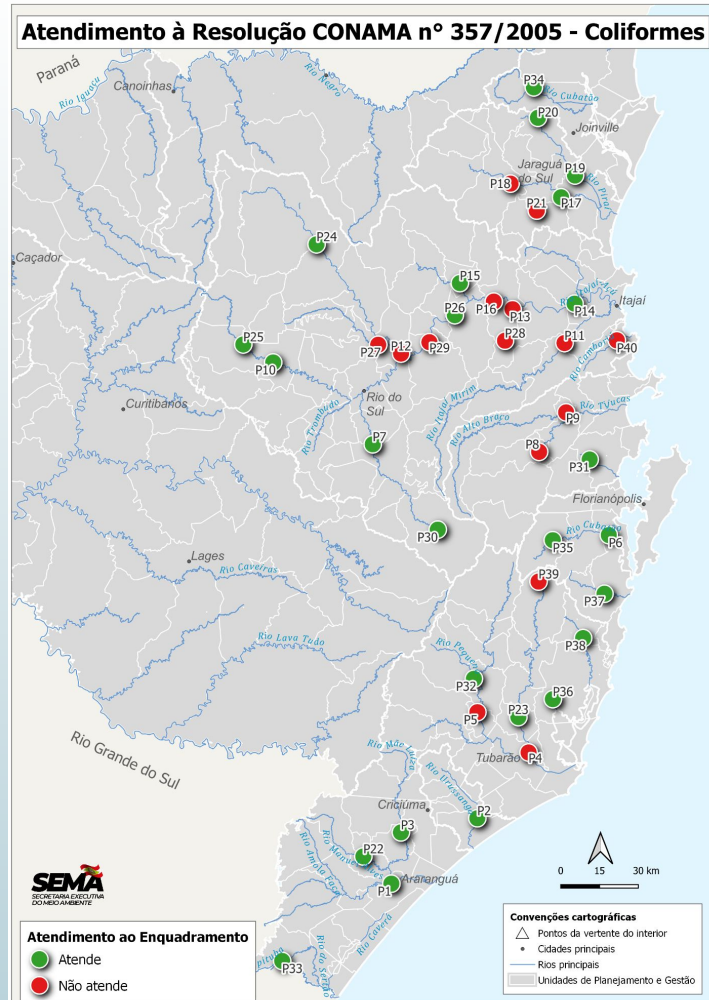 Atendimento à Resolução CONAMA n° 357/2005 - Coliformes
Paraná
Rio Iguaçu
Canoinhas
Rio Negro
P34
Rio Cubatão
P20
Joinville
Jaraguá
do Sul
P19
P18
Rio Piraí
P17
P21
P24
Caçador
P15
P16
P13
Rio Itajaí-Açú
P14
Itajaí
P26
P25
P10
P27
P12
P29
P28
P11
Rio Camboriú
P40
Rio do
Sul
Curitibanos
Rio Trombudo
Rio Itajaí Mirim
Rio Alto Braço
P9
Rio Tijucas
P7
P8
P31
Florianópolis
P30
P35
Rio Cubatão
P6
Lages
Rio Caveiras
P39
P37
Rio Lava Tudo
P38
Rio Pequeno
P32
P36
P5
P23
Rio Grande do Sul
Tubarão
P4
Rio Mãe Luzia
Rio Urussanga
Criciúma
P2
P3
P22
Rio Manuel Alves
Rio Amola Faca
P1
Araranguá
Rio Caverá
Rio do Sertão
P33
SEMA
SECRETARIA EXECUTIVA
DO MEIO AMBIENTE
0 15 30 km
Atendimento ao Enquadramento
Atende
Não atende
Convenções cartográficas
Pontos da vertente do interior
Cidades principais
Rios principais
Unidades de Planejamento e Gestão